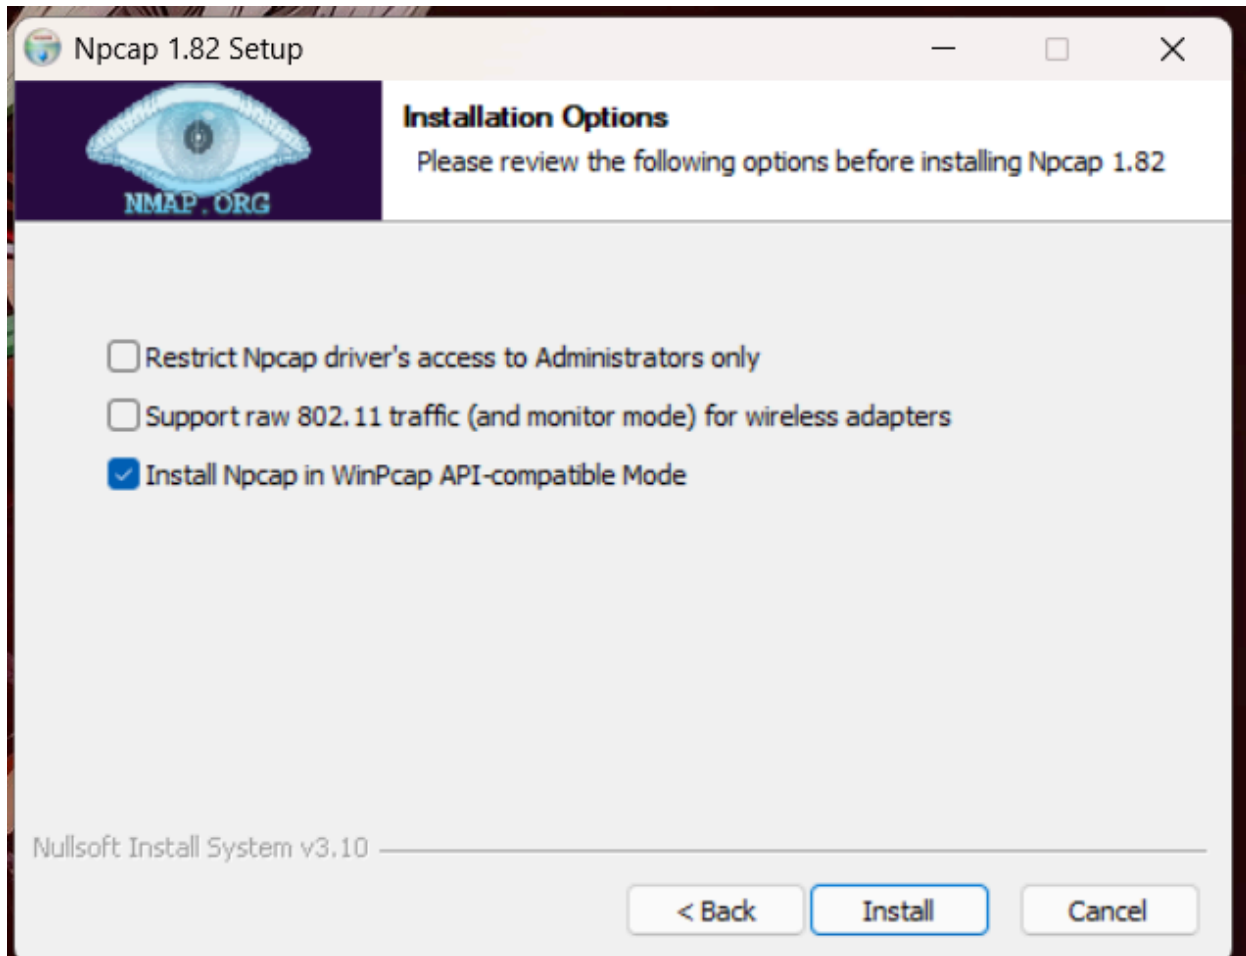 Npcap 1.82 Setup
NMAP.ORG
Installation Options
Please review the following options before installing Npcap 1.82
Restrict Npcap driver's access to Administrators only
Support raw 802.11 traffic (and monitor mode) for wireless adapters
Install Npcap in WinPcap API-compatible Mode
Nullsoft Install System v3.10
< Back Install Cancel